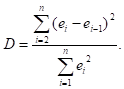 D = \frac{\sum_{i=2}^{n} (e_i - e_{i-1})^2}{\sum_{i=1}^{n} e_i^2}.